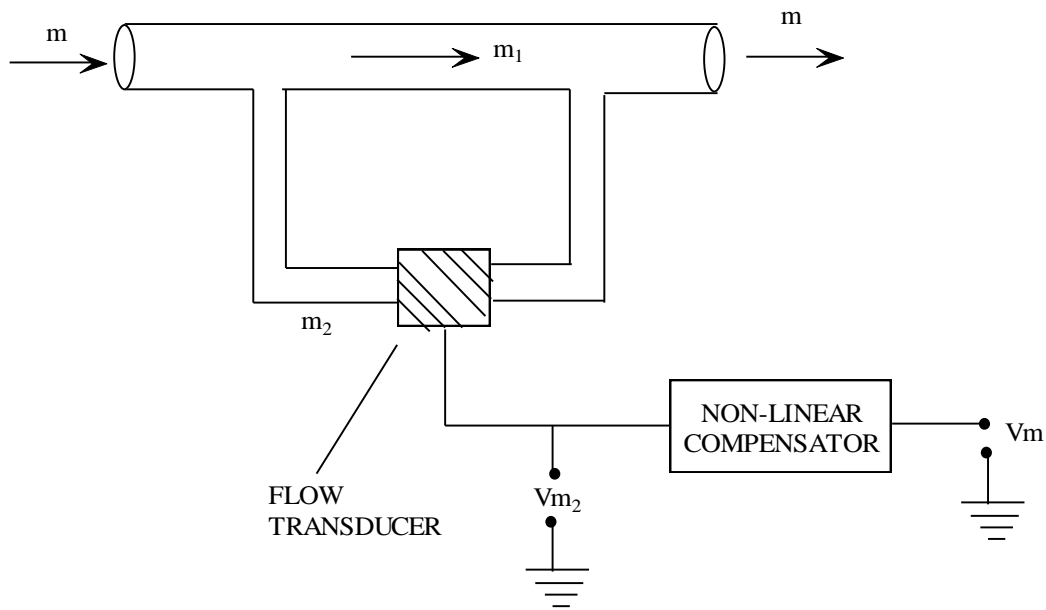 m
m₁
m
m₂
NON-LINEAR
COMPENSATOR
Vm
FLOW
TRANSDUCER
Vm₂